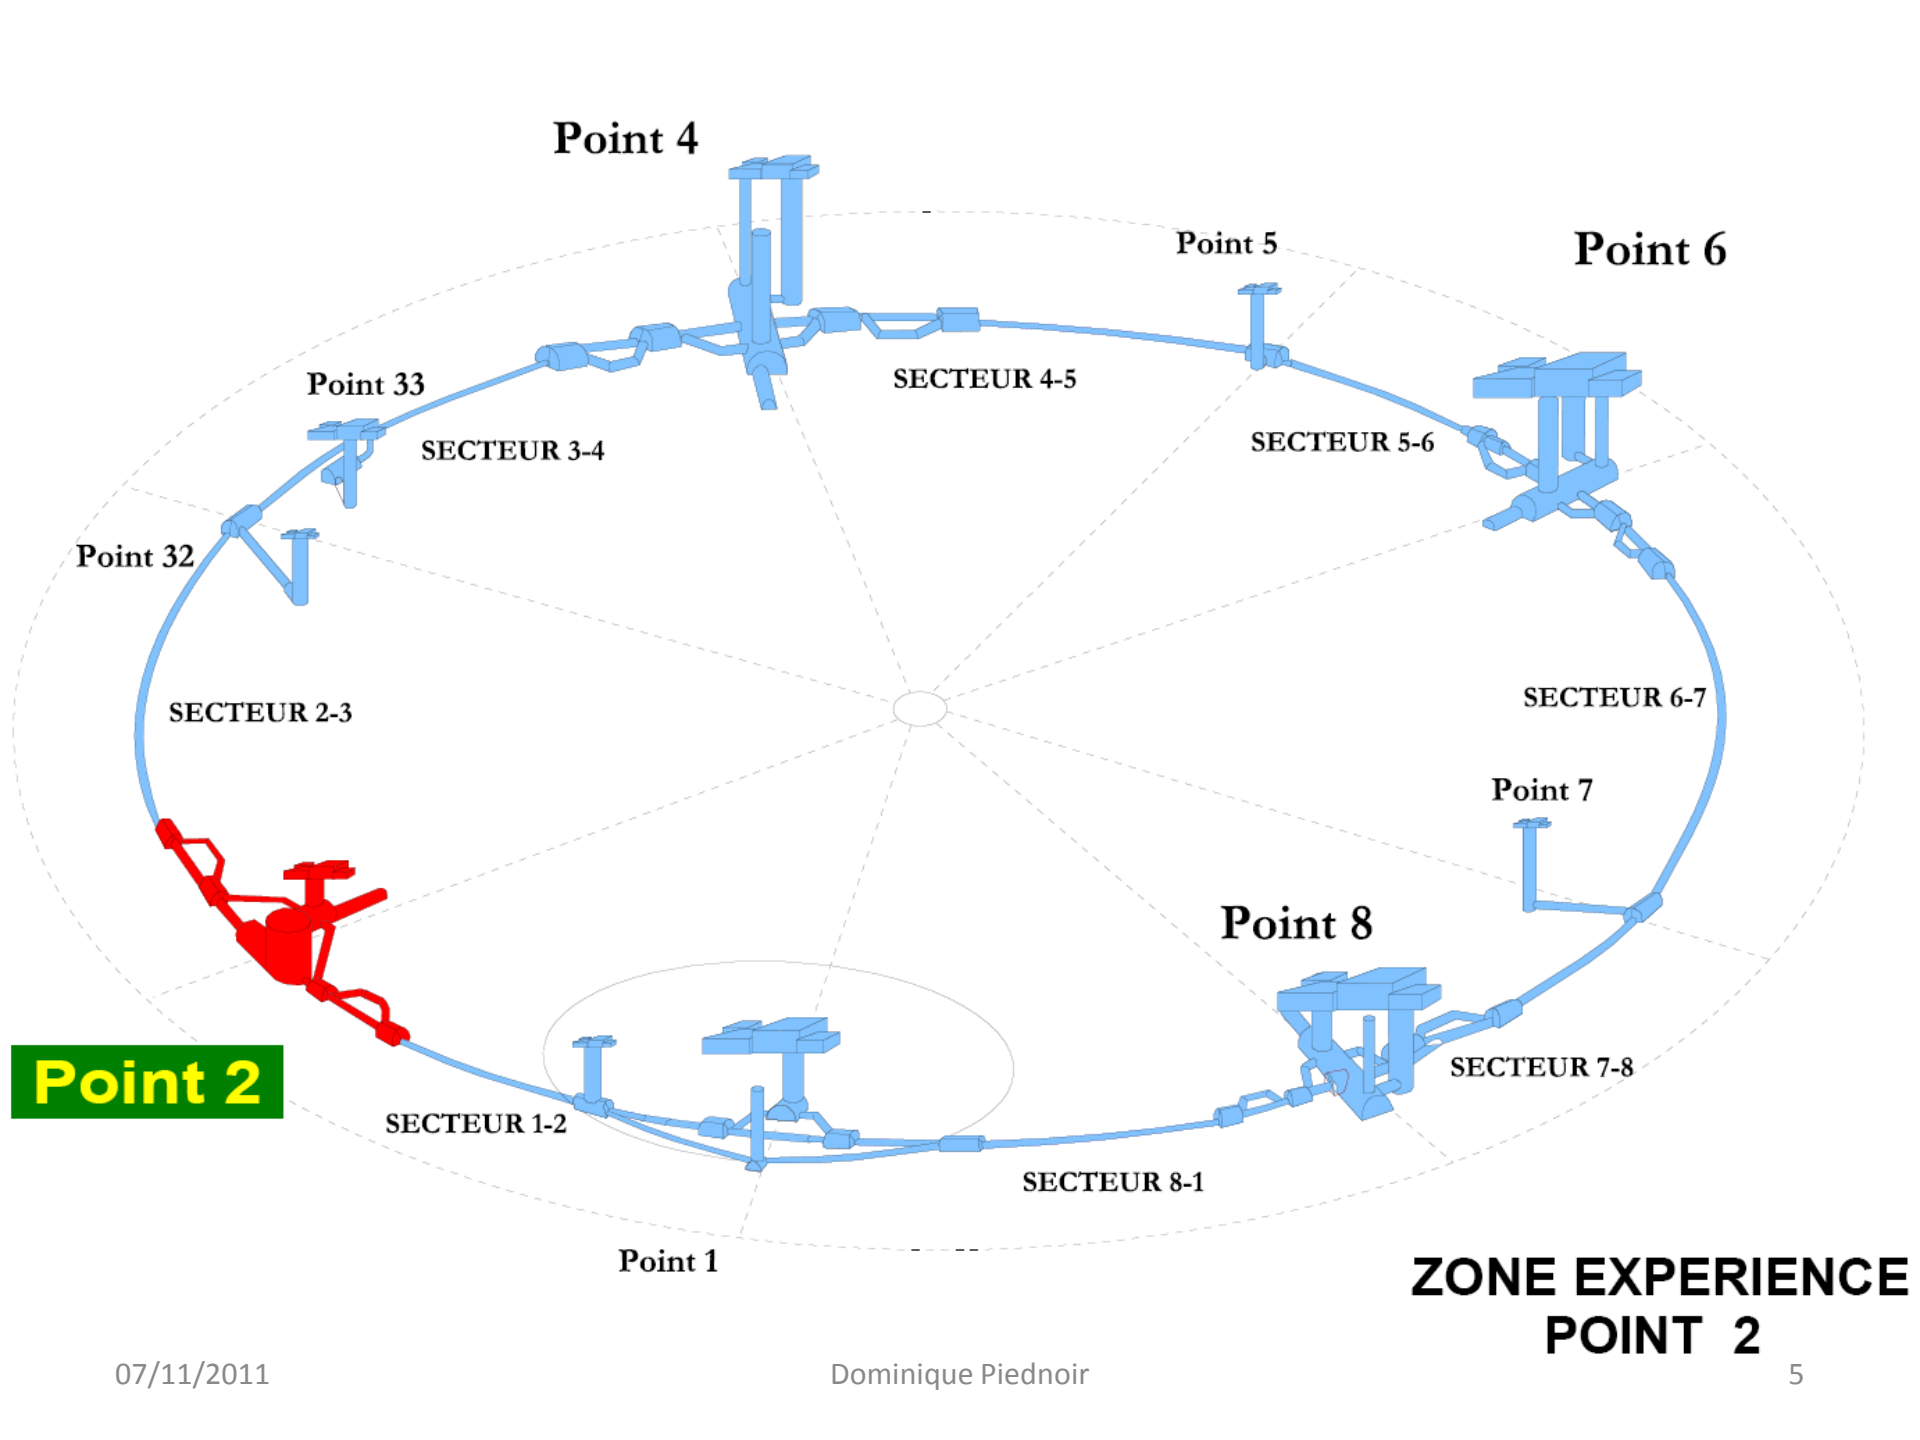 Point 4
Point 5
Point 6
Point 33
SECTEUR 4-5
SECTEUR 3-4
SECTEUR 5-6
Point 32
SECTEUR 2-3
SECTEUR 6-7
Point 7
Point 8
Point 2
SECTEUR 1-2
SECTEUR 7-8
SECTEUR 8-1
Point 1
ZONE EXPERIENCE
POINT 2
07/11/2011
Dominique Piednoir
5